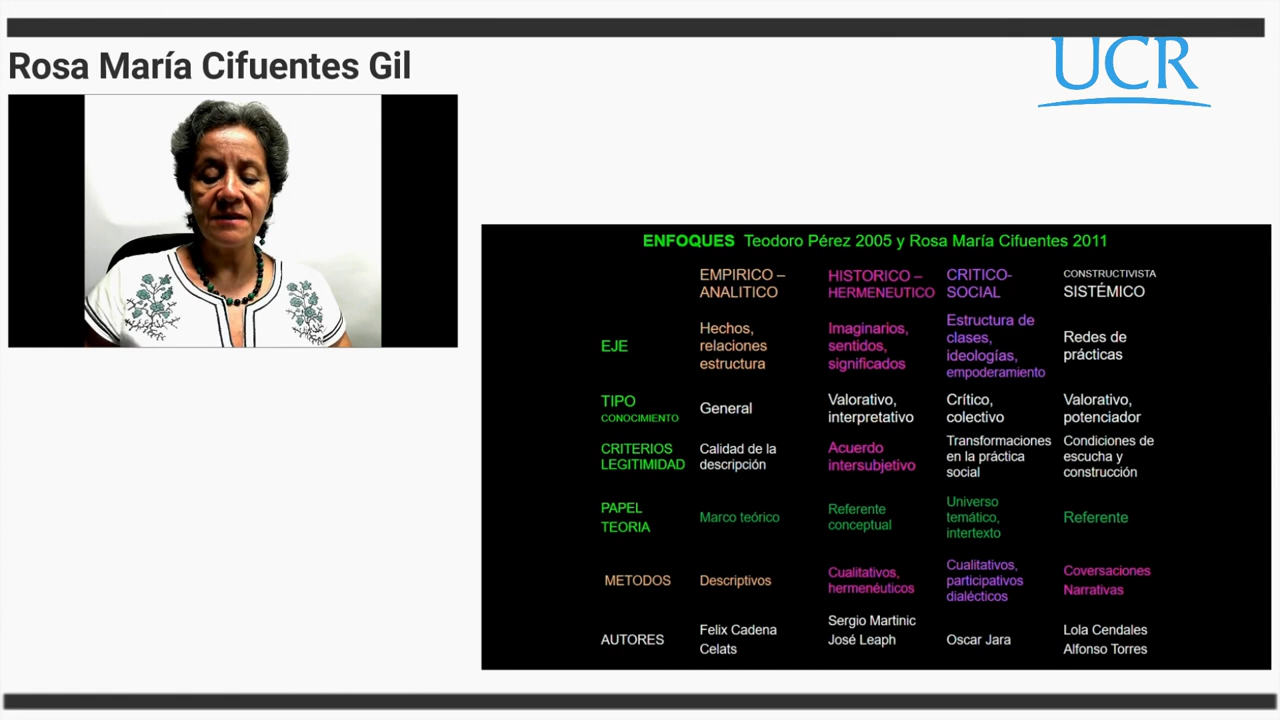 Rosa María Cifuentes Gil
UCR
ENFOQUES Teodoro Pérez 2005 y Rosa María Cifuentes 2011
EMPIRICO –
ANALITICO
HISTORICO –
HERMENEUTICO
CRITICO-
SOCIAL
CONSTRUCTIVISTA
SISTÉMICO
EJE
Hechos,
relaciones
estructura
Imaginarios,
sentidos,
significados
Estructura de
clases,
ideologías,
empoderamiento
Redes de
prácticas
TIPO
CONOCIMIENTO
General
Valorativo,
interpretativo
Crítico,
colectivo
Valorativo,
potenciador
CRITERIOS
LEGITIMIDAD
Calidad de la
descripción
Acuerdo
intersubjetivo
Transformaciones
en la práctica
social
Condiciones de
escucha y
construcción
PAPEL
TEORIA
Marco teórico
Referente
conceptual
Universo
temático,
intertexto
Referente
METODOS
Descriptivos
Cualitativos,
hermenéuticos
Cualitativos,
participativos
dialécticos
Coversaciones
Narrativas
AUTORES
Felix Cadena
Celats
Sergio Martinic
José Leaph
Oscar Jara
Lola Cendales
Alfonso Torres